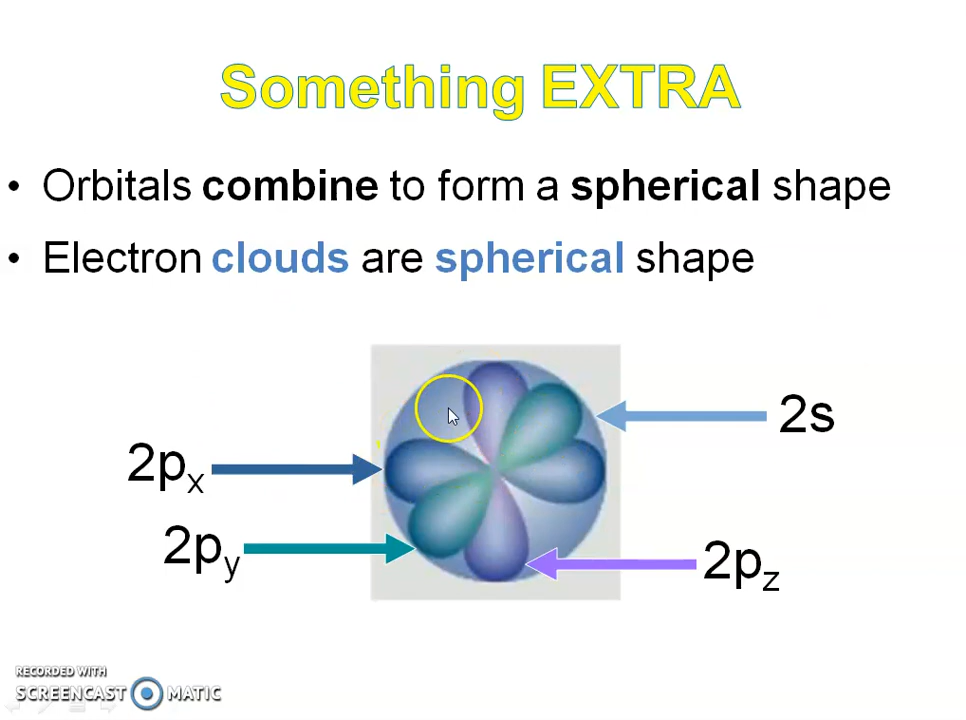 Something EXTRA
• Orbitals combine to form a spherical shape
• Electron clouds are spherical shape
2s
2px
2py
2pz
RECORDED WITH
SCREENCAST MATIC